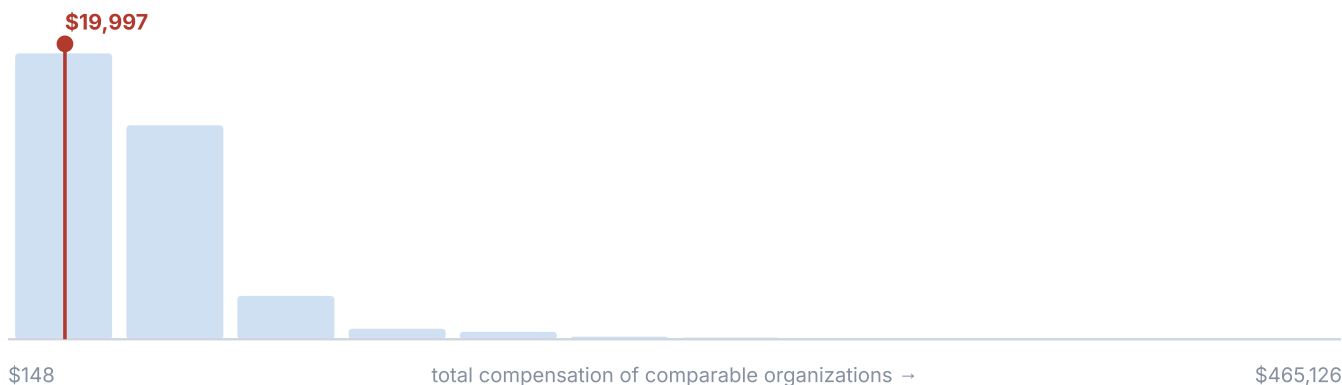 $19,997
$148
total compensation of comparable organizations →
$465,126